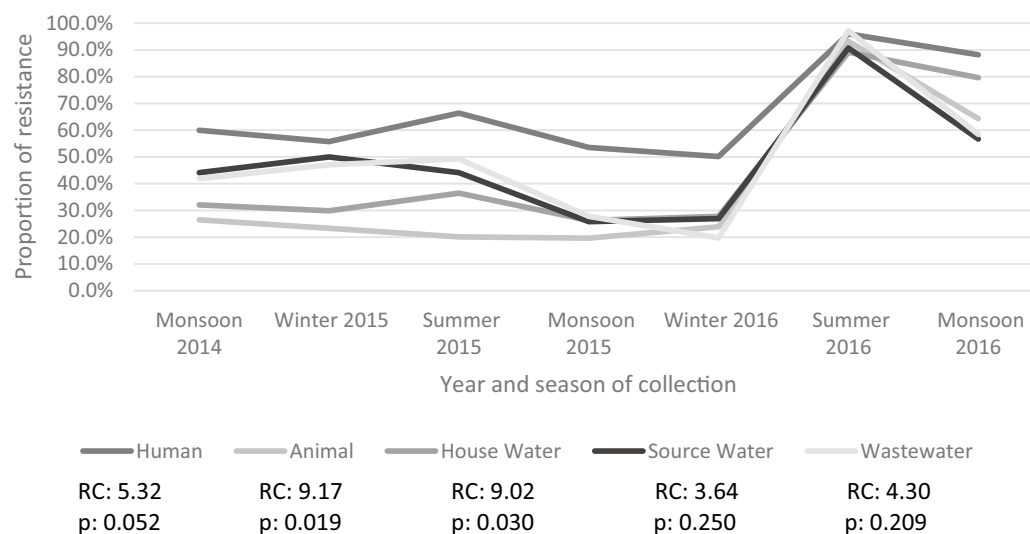 Proportion of resistance
100.0%
90.0%
80.0%
70.0%
60.0%
50.0%
40.0%
30.0%
20.0%
10.0%
0.0%
Monsoon 2014
Winter 2015
Summer 2015
Monsoon 2015
Winter 2016
Summer 2016
Monsoon 2016
Year and season of collection
Human Animal House Water Source Water Wastewater
RC: 5.32 RC: 9.17 RC: 9.02 RC: 3.64 RC: 4.30
p: 0.052 p: 0.019 p: 0.030 p: 0.250 p: 0.209